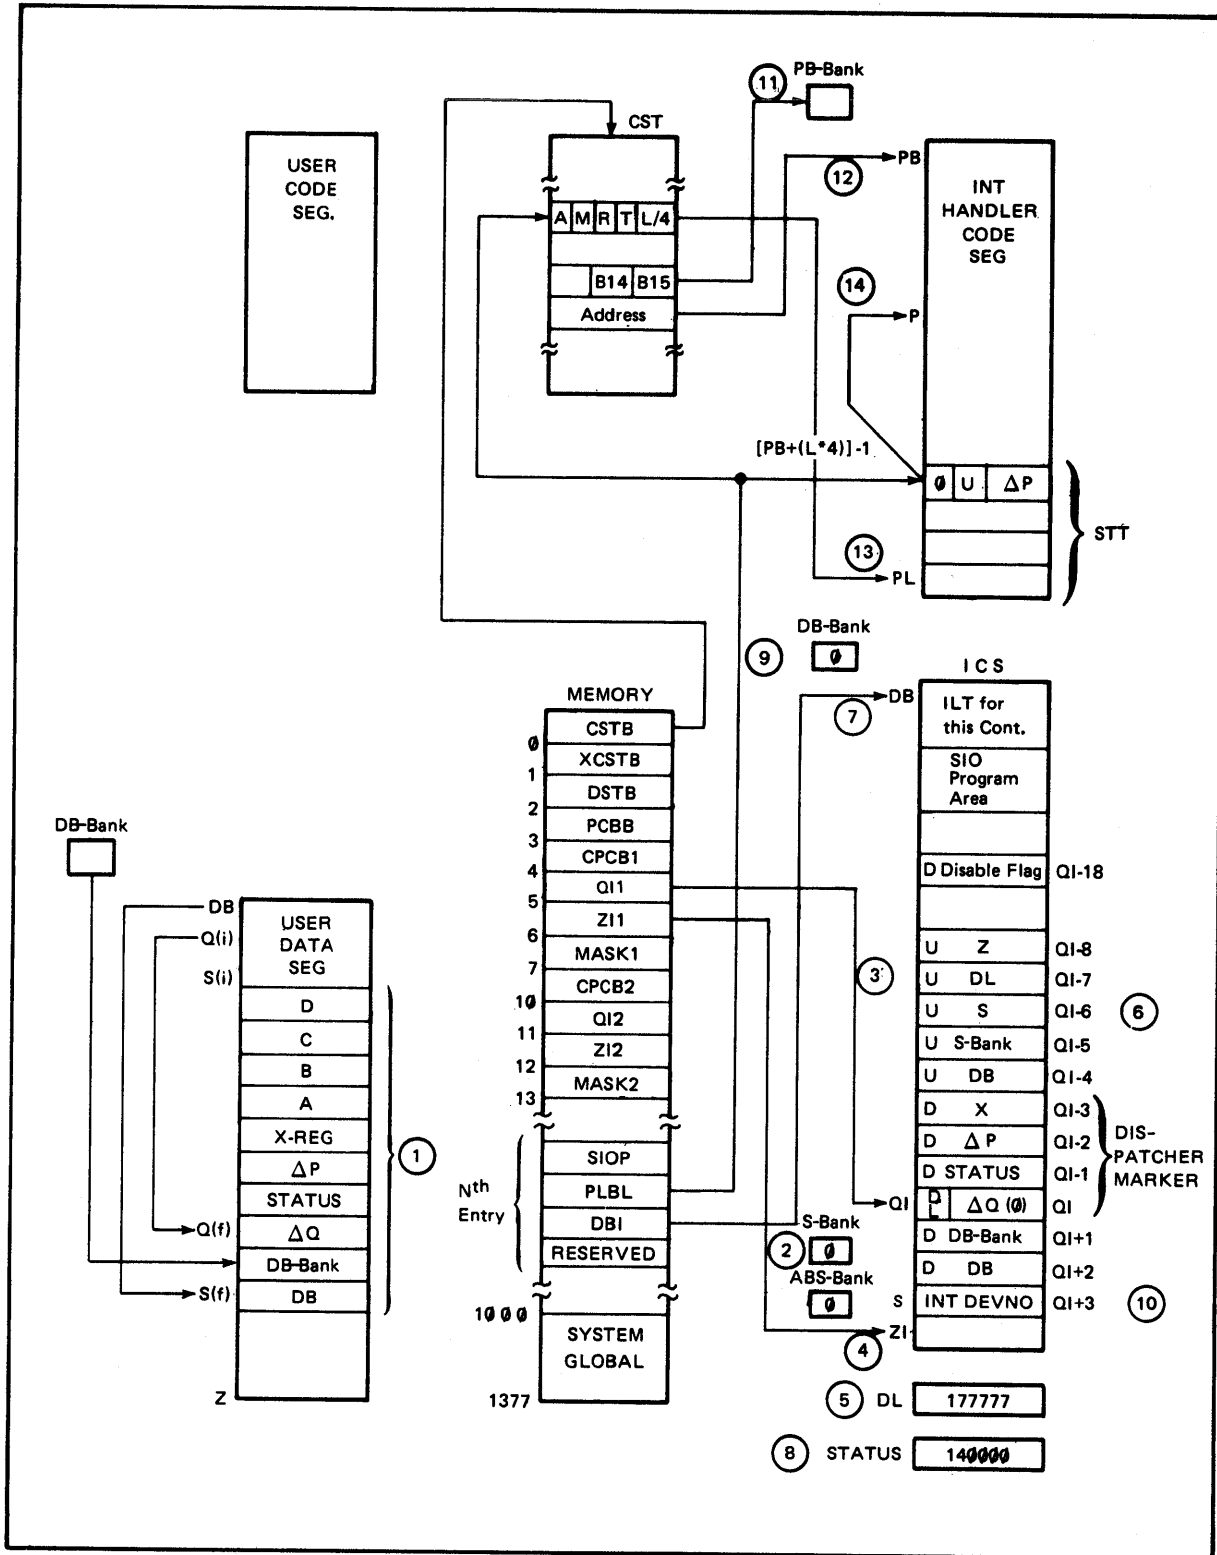 PB-Bank
11
CST
USER
CODE
SEG.
PB
12
INT
HANDLER
CODE
SEG
A M R T L/4
B14 B15
Address
14
P
[PB+(L*4)]-1
0 U ΔP
STT
13
PL
DB-Bank
9
0
ICS
MEMORY
DB
7
ILT for
this Cont.
SIO
Program
Area
CSTB
0
XCSTB
1
DSTB
2
PCBB
3
CPCB1
4
QI1
5
ZI1
6
MASK1
7
CPCB2
10
QI2
11
ZI2
12
MASK2
13
D Disable Flag QI-18
U Z QI-8
U DL QI-7
U S QI-6
U S-Bank QI-5
U DB QI-4
D X QI-3
D ΔP QI-2
D STATUS QI-1
QI D L ΔQ (0) QI
D DB-Bank QI+1
D DB QI+2
S INT DEVNO QI+3
ZI
3
6
10
DIS-
PATCHER
MARKER
DB-Bank
DB
Q(i)
S(i)
USER
DATA
SEG
D
C
B
A
X-REG
ΔP
STATUS
Q(f) ΔQ
DB-Bank
S(f) DB
Z
1
Nth
Entry
SIOP
PLBL
DBI
RESERVED
1000
SYSTEM
GLOBAL
1377
S-Bank
2
0
ABS-Bank
0
4
5 DL 177777
8 STATUS 140000